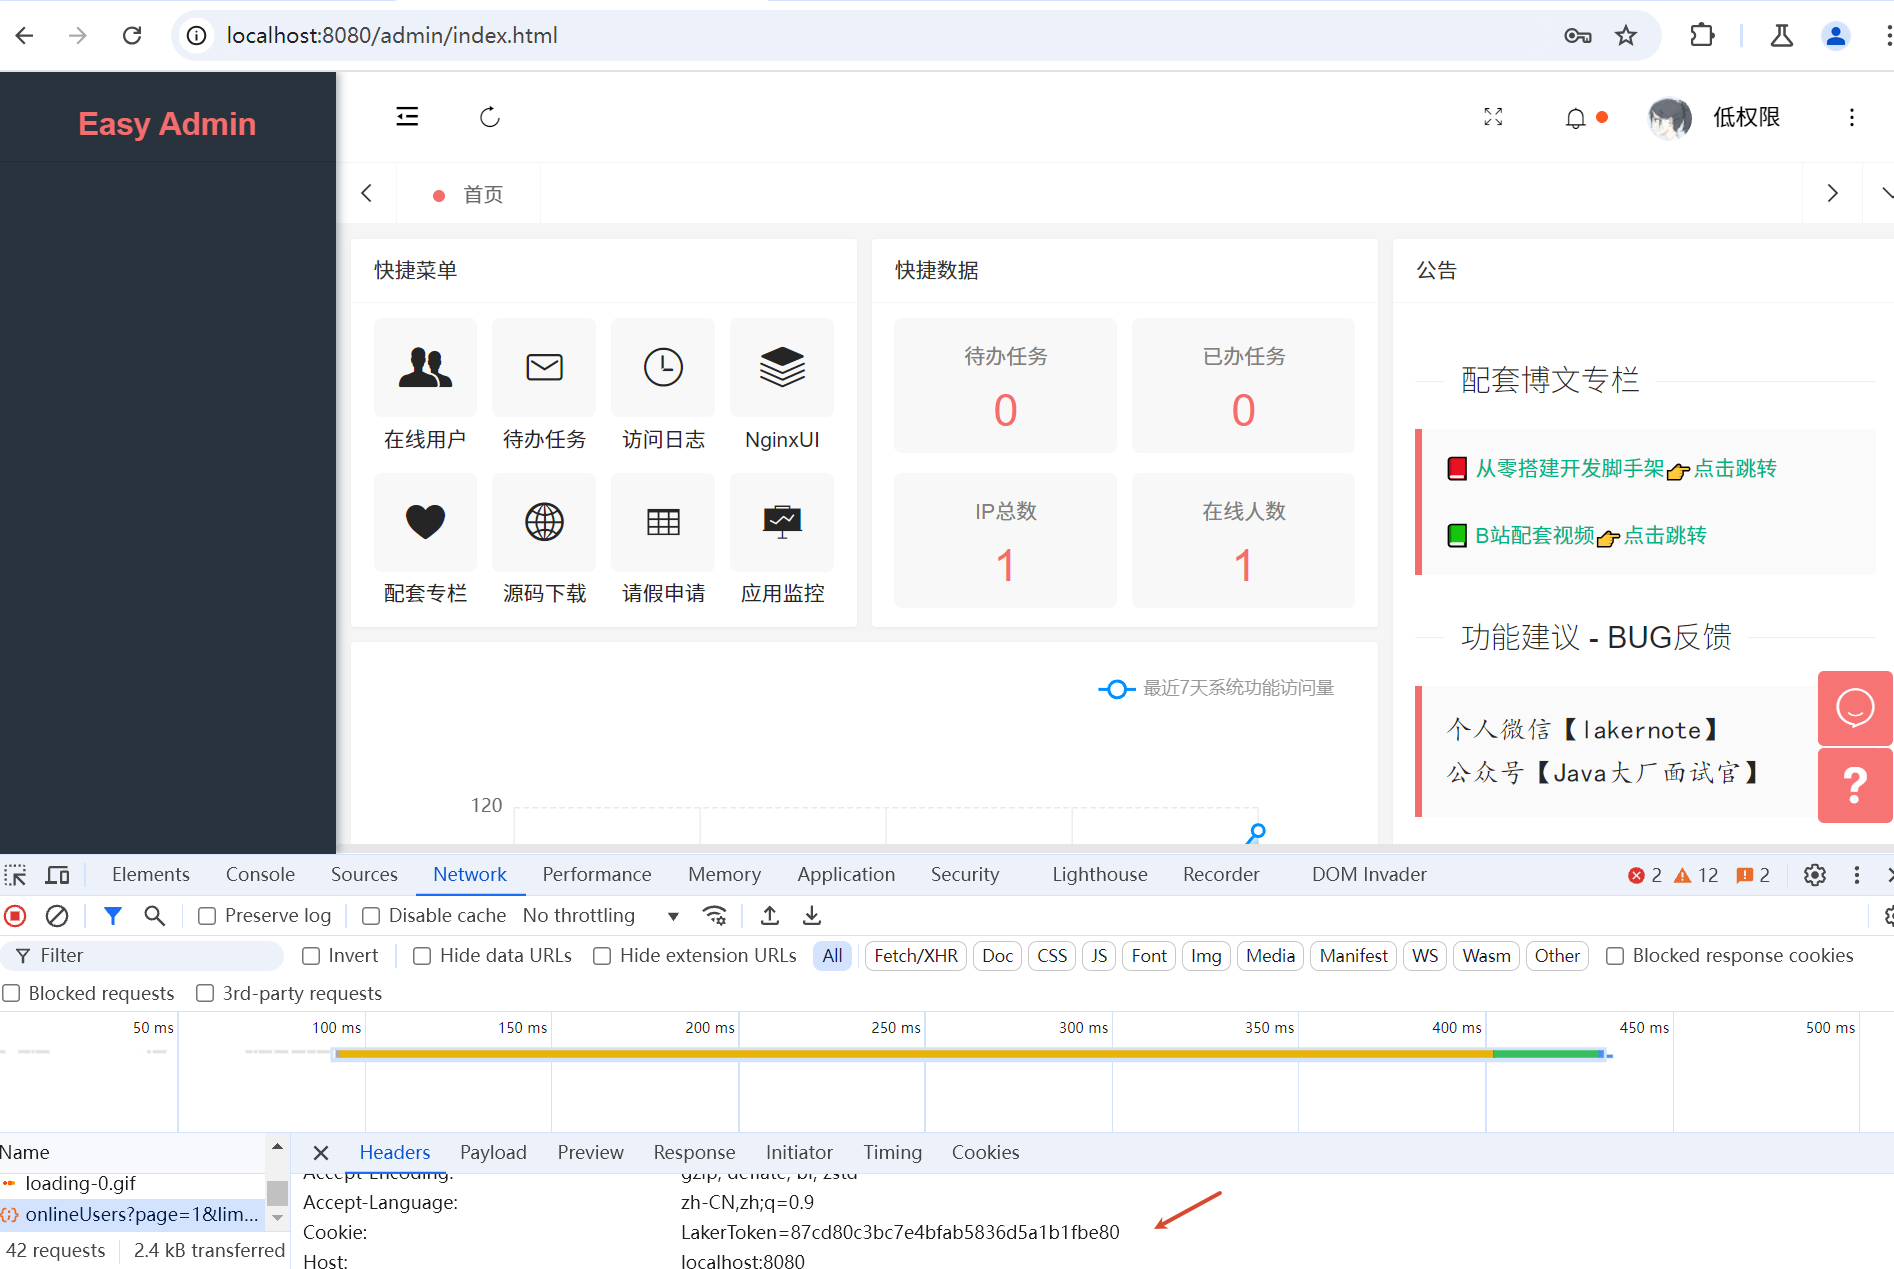 localhost:8080/admin/index.html
Easy Admin
低权限
首页
快捷菜单
快捷数据
公告
在线用户
待办任务
访问日志
NginxUI
配套专栏
源码下载
请假申请
应用监控
待办任务
0
已办任务
0
IP总数
1
在线人数
1
配套博文专栏
从零搭建开发脚手架👉点击跳转
B站配套视频👉点击跳转
功能建议 - BUG反馈
个人微信【lakernote】
公众号【Java大厂面试官】
最近7天系统功能访问量
120
Elements Console Sources Network Performance Memory Application Security Lighthouse Recorder DOM Invader 2 12 2
Preserve log Disable cache No throttling
Filter Invert Hide data URLs Hide extension URLs All Fetch/XHR Doc CSS JS Font Img Media Manifest WS Wasm Other Blocked response cookies
Blocked requests 3rd-party requests
50 ms 100 ms 150 ms 200 ms 250 ms 300 ms 350 ms 400 ms 450 ms 500 ms
Name
Headers Payload Preview Response Initiator Timing Cookies
loading-0.gif
onlineUsers?page=1&lim...
42 requests 2.4 kB transferred
Accept-Encoding: gzip, deflate, br, zstd
Accept-Language: zh-CN,zh;q=0.9
Cookie: LakerToken=87cd80c3bc7e4bfab5836d5a1b1fbe80
Host: localhost:8080